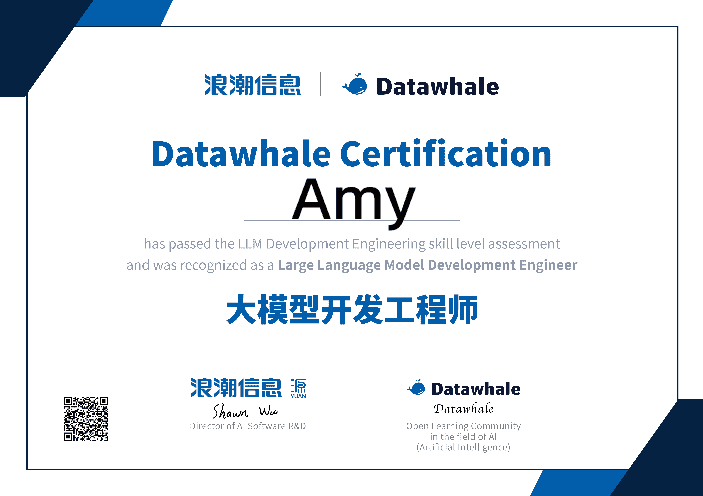 浪潮信息 | Datawhale
Datawhale Certification
Amy
has passed the LLM Development Engineering skill level assessment
and was recognized as a Large Language Model Development Engineer
大模型开发工程师
浪潮信息 源 YUAN
Shawn Wu
Director of AI Software R&D
Datawhale
Datawhale
Open Learning Community
in the field of AI
(Artificial Intelligence)